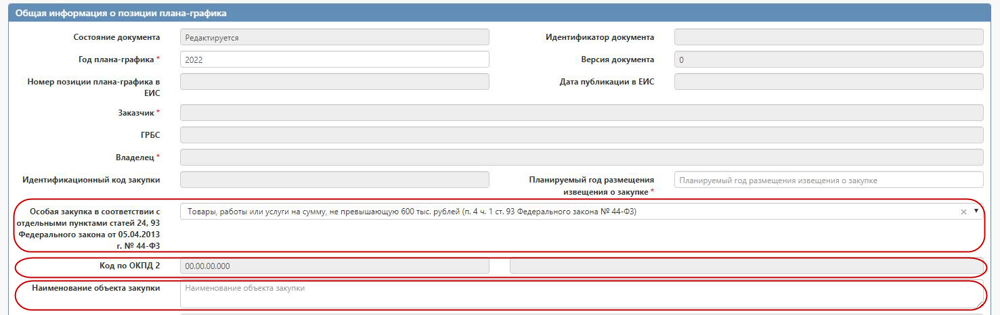 Общая информация о позиции плана-графика
Состояние документа Редактируется Идентификатор документа
Год плана-графика * 2022 Версия документа 0
Номер позиции плана-графика в Дата публикации в ЕИС
ЕИС
Заказчик *
ГРБС
Владелец *
Идентификационный код закупки Планируемый год размещения Планируемый год размещения извещения о закупке
извещения о закупке *
Особая закупка в соответствии с Товары, работы или услуги на сумму, не превышающую 600 тыс. рублей (п. 4 ч. 1 ст. 93 Федерального закона № 44-ФЗ) × ▼
отдельными пунктами статей 24, 93
Федерального закона от 05.04.2013
г. № 44-ФЗ
Код по ОКПД 2 00.00.00.000
Наименование объекта закупки Наименование объекта закупки